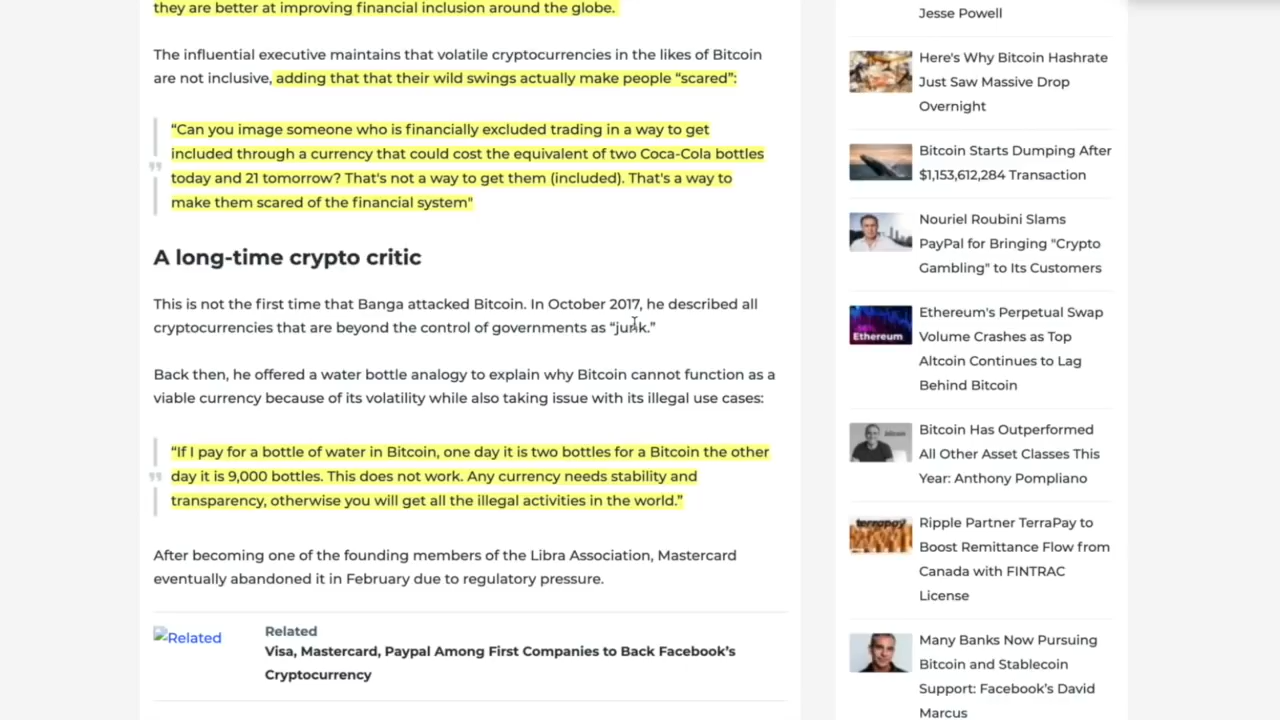 they are better at improving financial inclusion around the globe.
The influential executive maintains that volatile cryptocurrencies in the likes of Bitcoin
are not inclusive, adding that that their wild swings actually make people “scared”:
“Can you image someone who is financially excluded trading in a way to get
included through a currency that could cost the equivalent of two Coca-Cola bottles
today and 21 tomorrow? That's not a way to get them (included). That's a way to
make them scared of the financial system"
A long-time crypto critic
This is not the first time that Banga attacked Bitcoin. In October 2017, he described all
cryptocurrencies that are beyond the control of governments as “junk.”
Back then, he offered a water bottle analogy to explain why Bitcoin cannot function as a
viable currency because of its volatility while also taking issue with its illegal use cases:
“If I pay for a bottle of water in Bitcoin, one day it is two bottles for a Bitcoin the other
day it is 9,000 bottles. This does not work. Any currency needs stability and
transparency, otherwise you will get all the illegal activities in the world.”
After becoming one of the founding members of the Libra Association, Mastercard
eventually abandoned it in February due to regulatory pressure.
Related
Related
Visa, Mastercard, Paypal Among First Companies to Back Facebook’s
Cryptocurrency
Jesse Powell
Here's Why Bitcoin Hashrate
Just Saw Massive Drop
Overnight
Bitcoin Starts Dumping After
$1,153,612,284 Transaction
Nouriel Roubini Slams
PayPal for Bringing "Crypto
Gambling" to Its Customers
Ethereum
Ethereum's Perpetual Swap
Volume Crashes as Top
Altcoin Continues to Lag
Behind Bitcoin
Bitcoin Has Outperformed
All Other Asset Classes This
Year: Anthony Pompliano
terrapay
Ripple Partner TerraPay to
Boost Remittance Flow from
Canada with FINTRAC
License
Many Banks Now Pursuing
Bitcoin and Stablecoin
Support: Facebook’s David
Marcus